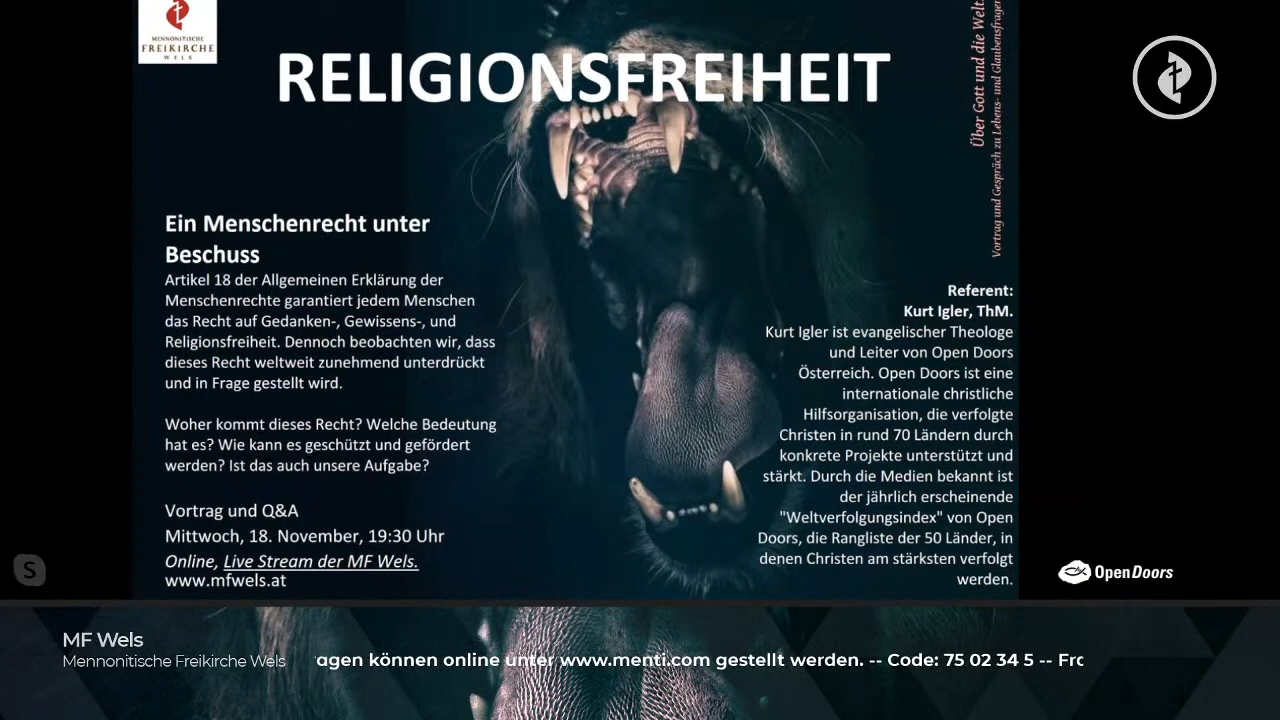 MENNONITISCHE
FREIKIRCHE
WELS
RELIGIONSFREIHEIT
Über Gott und die Welt
Vortrag und Gespräch zu Lebens- und Glaubensfragen
Ein Menschenrecht unter
Beschuss
Artikel 18 der Allgemeinen Erklärung der
Menschenrechte garantiert jedem Menschen
das Recht auf Gedanken-, Gewissens-, und
Religionsfreiheit. Dennoch beobachten wir, dass
dieses Recht weltweit zunehmend unterdrückt
und in Frage gestellt wird.
Woher kommt dieses Recht? Welche Bedeutung
hat es? Wie kann es geschützt und gefördert
werden? Ist das auch unsere Aufgabe?
Vortrag und Q&A
Mittwoch, 18. November, 19:30 Uhr
Online, Live Stream der MF Wels.
www.mfwels.at
Referent:
Kurt Igler, ThM.
Kurt Igler ist evangelischer Theologe
und Leiter von Open Doors
Österreich. Open Doors ist eine
internationale christliche
Hilfsorganisation, die verfolgte
Christen in rund 70 Ländern durch
konkrete Projekte unterstützt und
stärkt. Durch die Medien bekannt ist
der jährlich erscheinende
"Weltverfolgungsindex" von Open
Doors, die Rangliste der 50 Länder, in
denen Christen am stärksten verfolgt
werden.
S
OpenDoors
MF Wels
Mennonitische Freikirche Wels
agen können online unter www.menti.com gestellt werden. -- Code: 75 02 34 5 -- Frc